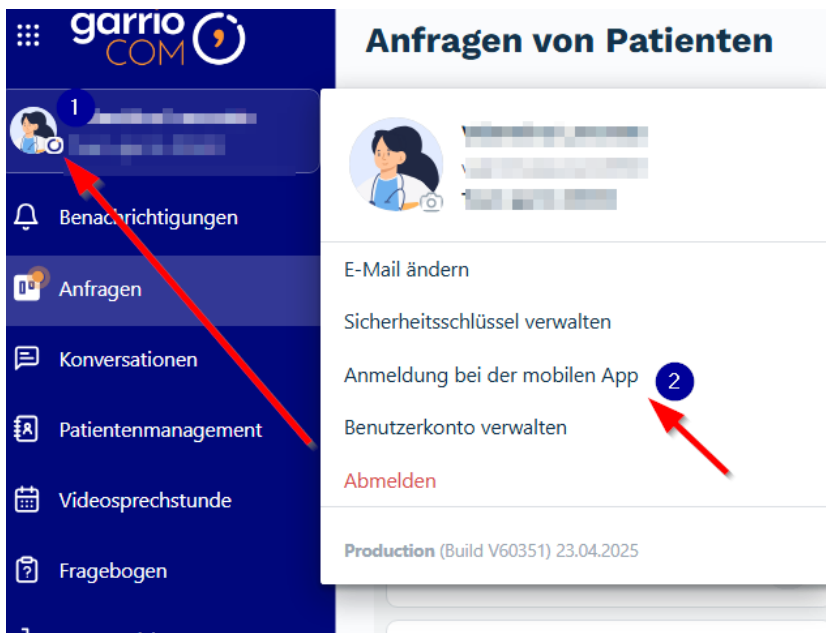 garrio
COM
Anfragen von Patienten
1
Benachrichtigungen
Anfragen
Konversationen
Patientenmanagement
Videosprechstunde
Fragebogen
E-Mail ändern
Sicherheitsschlüssel verwalten
Anmeldung bei der mobilen App
2
Benutzerkonto verwalten
Abmelden
Production (Build V60351) 23.04.2025